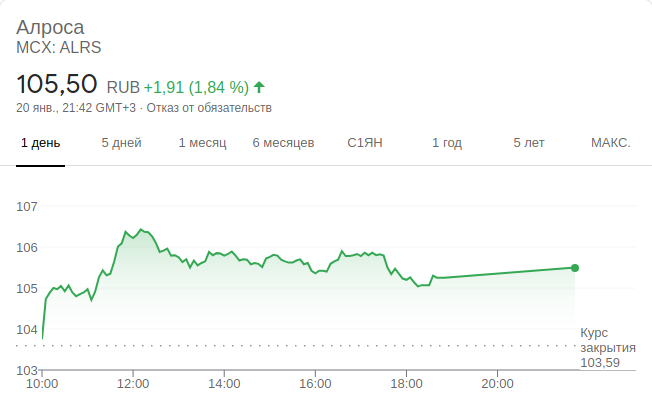 Алроса
MCX: ALRS
105,50 RUB +1,91 (1,84 %)
20 янв., 21:42 GMT+3 · Отказ от обязательств
1 день 5 дней 1 месяц 6 месяцев С1ЯН 1 год 5 лет МАКС.
107
106
105
104
103
Курс
закрытия
103,59
10:00 12:00 14:00 16:00 18:00 20:00